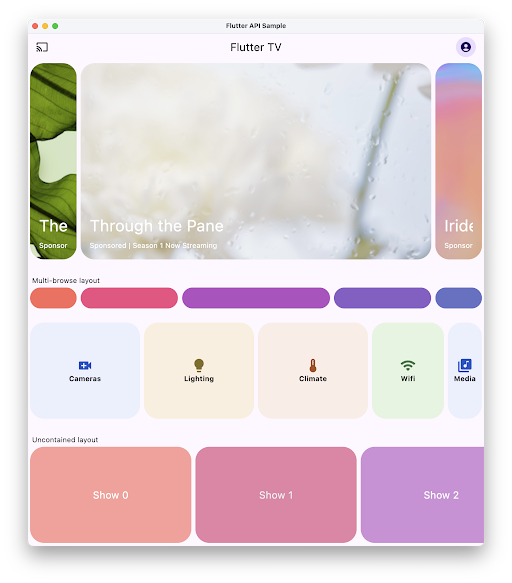 Flutter API Sample
Flutter TV
The
Sponsor
Through the Pane
Sponsored | Season 1 Now Streaming
Iride
Sponsor
Multi-browse layout
Cameras
Lighting
Climate
Wifi
Media
Uncontained layout
Show 0
Show 1
Show 2